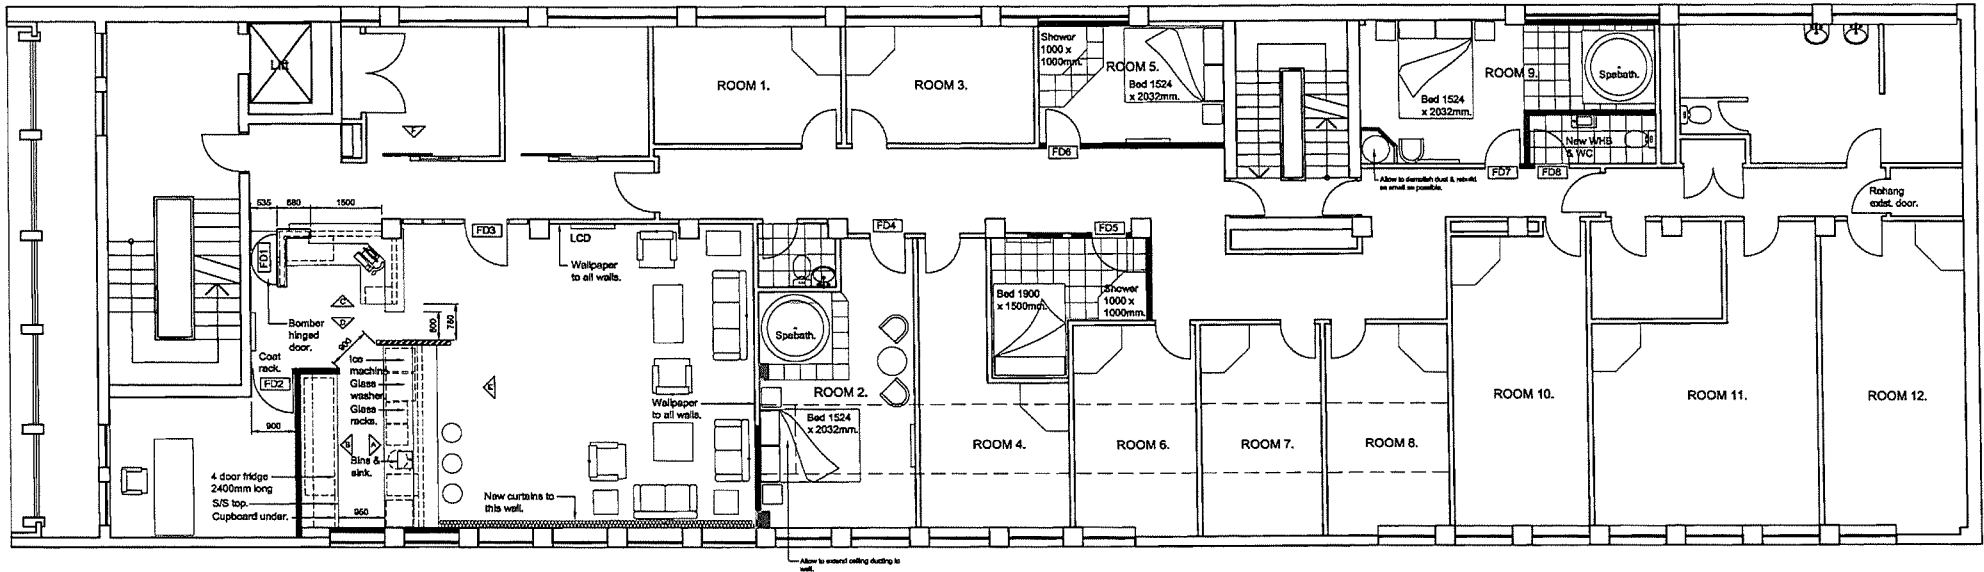 Lift
ROOM 1.
ROOM 3.
Shower
1000 x
1000mm.
ROOM 5.
Bed 1524
x 2032mm.
ROOM 9.
Bed 1524
x 2032mm.
Spabath.
New WHB
& WC
F
FD6
FD7
FD8
Allow to demolish duct & rebuild
as small as possible.
Rehang
exist. door.
535
680
1500
FD1
FD3
LCD
Wallpaper
to all walls.
FD4
FD5
C
D
Bomber
hinged
door.
600
750
900
Coat
rack.
FD2
Ice
machine
Glass
washer
Glass
racks.
E
Wallpaper
to all walls.
Spabath.
ROOM 2.
Bed 1524
x 2032mm.
Bed 1900
x 1500mm.
Shower
1000 x
1000mm.
ROOM 4.
ROOM 6.
ROOM 7.
ROOM 8.
ROOM 10.
ROOM 11.
ROOM 12.
900
B
A
Bins &
sink.
4 door fridge
2400mm long
S/S top.
Cupboard under.
950
New curtains to
this wall.
Allow to extend ceiling ducting to
wall.